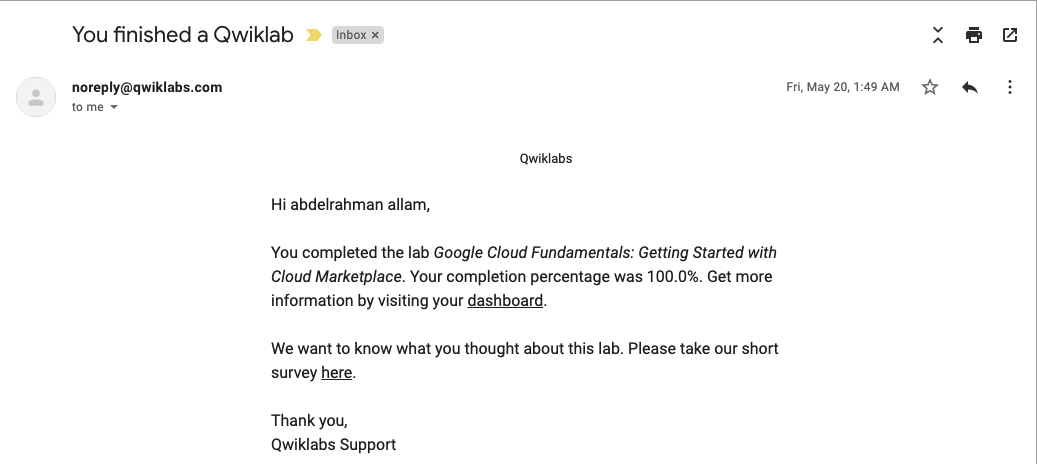 You finished a Qwiklab
Inbox ×
noreply@qwiklabs.com
Fri, May 20, 1:49 AM
to me
Qwiklabs
Hi abdelrahman allam,
You completed the lab Google Cloud Fundamentals: Getting Started with
Cloud Marketplace. Your completion percentage was 100.0%. Get more
information by visiting your dashboard.
We want to know what you thought about this lab. Please take our short
survey here.
Thank you,
Qwiklabs Support